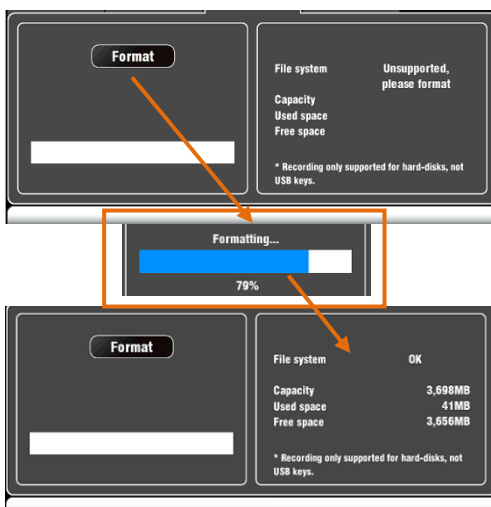 Format
File system Unsupported,
please format
Capacity
Used space
Free space
* Recording only supported for hard-disks, not
USB keys.
Formatting...
79%
Format
File system OK
Capacity 3,698MB
Used space 41MB
Free space 3,656MB
* Recording only supported for hard-disks, not
USB keys.